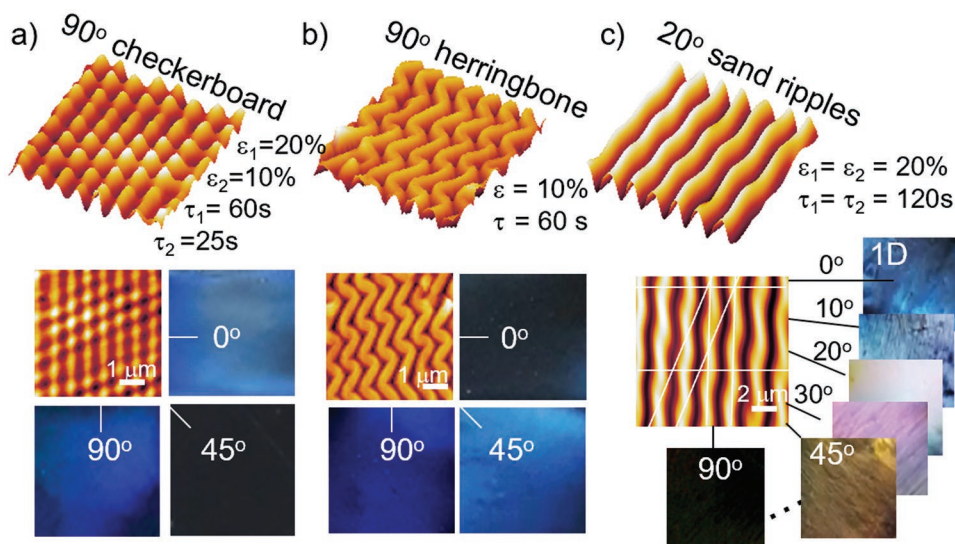 a)
90° checkerboard
ε₁=20%
ε₂=10%
τ₁= 60s
τ₂=25s
b)
90° herringbone
ε = 10%
τ = 60 s
c)
20° sand ripples
ε₁= ε₂ = 20%
τ₁= τ₂ = 120s
1 µm
0°
90°
45°
1 µm
0°
90°
45°
2 µm
0°
10°
20°
30°
1D
90°
45°